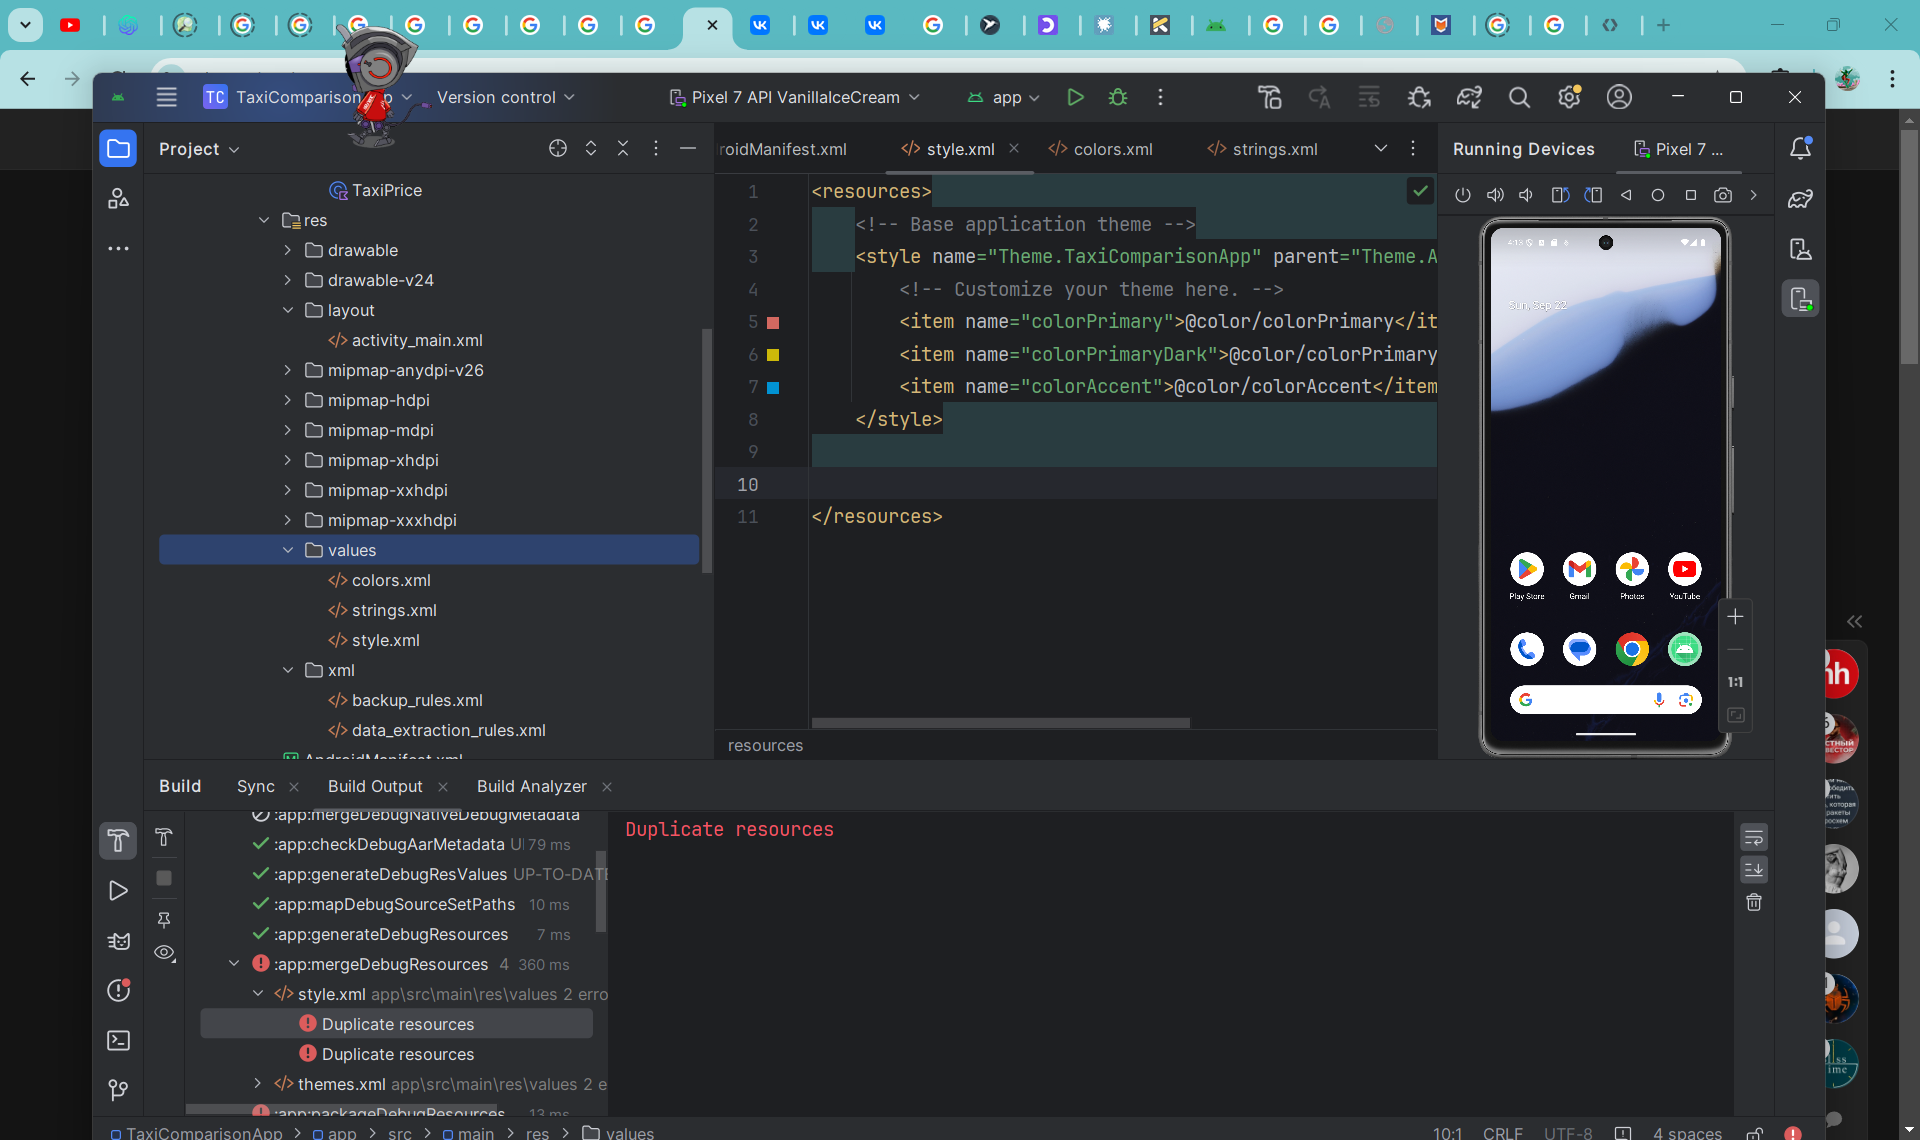 TC TaxiComparison p
Version control
Pixel 7 API VanillaIceCream
app
Project
roidManifest.xml
style.xml
colors.xml
strings.xml
Running Devices
Pixel 7 ...
TaxiPrice
res
drawable
drawable-v24
layout
activity_main.xml
mipmap-anydpi-v26
mipmap-hdpi
mipmap-mdpi
mipmap-xhdpi
mipmap-xxhdpi
mipmap-xxxhdpi
values
colors.xml
strings.xml
style.xml
xml
backup_rules.xml
data_extraction_rules.xml
AndroidManifest.xml
1 <resources>
2 <!-- Base application theme -->
3 <style name="Theme.TaxiComparisonApp" parent="Theme.A
4 <!-- Customize your theme here. -->
5 <item name="colorPrimary">@color/colorPrimary</it
6 <item name="colorPrimaryDark">@color/colorPrimary
7 <item name="colorAccent">@color/colorAccent</item
8 </style>
9
10
11 </resources>
resources
4:13
Sun, Sep 22
Play Store
Gmail
Photos
YouTube
1:1
Build
Sync
Build Output
Build Analyzer
:app:mergeDebugNativeDebugMetadata
:app:checkDebugAarMetadata U 79 ms
:app:generateDebugResValues UP-TO-DATE
:app:mapDebugSourceSetPaths 10 ms
:app:generateDebugResources 7 ms
:app:mergeDebugResources 4 360 ms
style.xml app\src\main\res\values 2 erro
Duplicate resources
Duplicate resources
themes.xml app\src\main\res\values 2 e
:app:packageDebugResources 13 ms
Duplicate resources
TaxiComparisonApp > app > src > main > res > values
10:1 CRLF UTF-8 4 spaces
hh